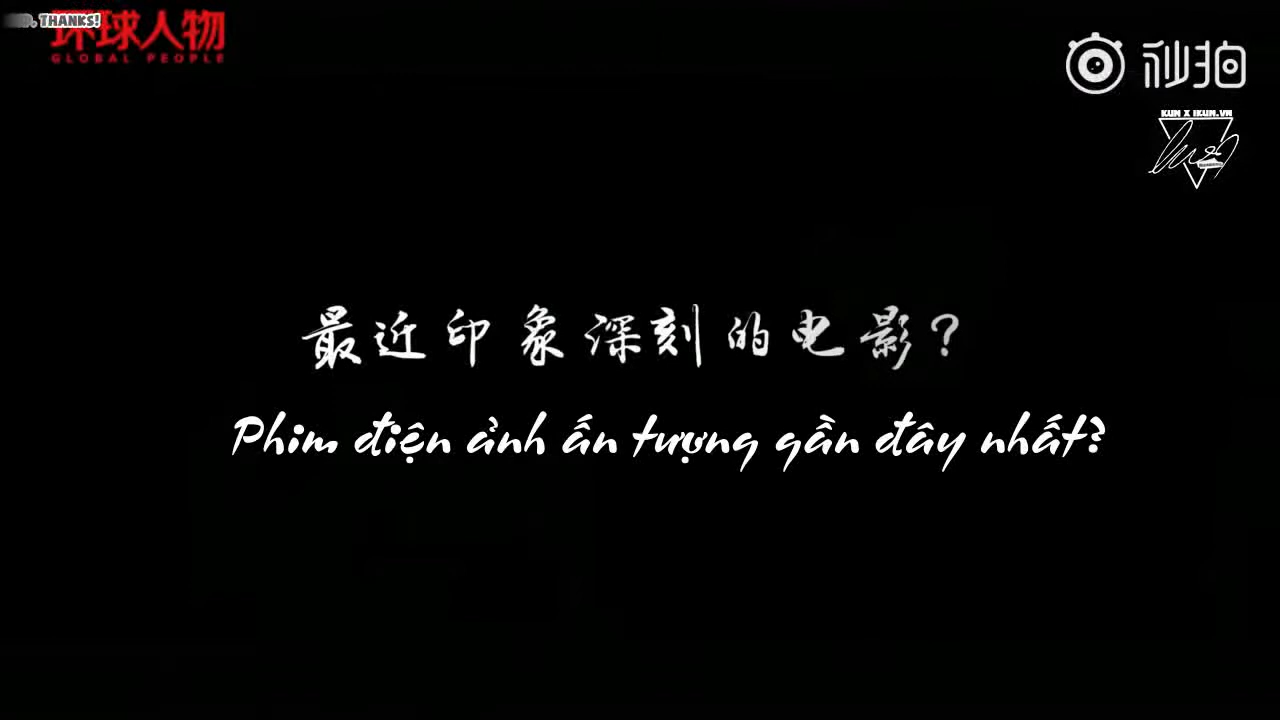 THANKS!
环球人物
GLOBAL PEOPLE
秒拍
KUN X IKUN.VN
最近印象深刻的电影？
Phim điện ảnh ấn tượng gần đây nhất?